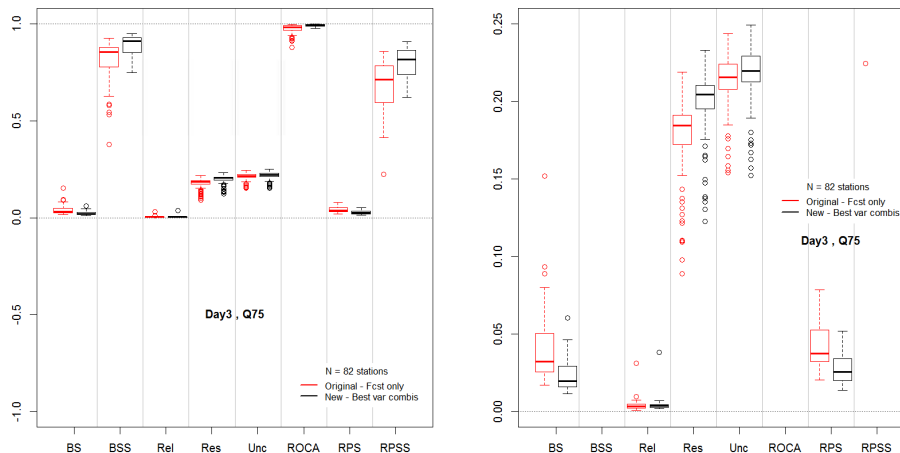 1.0
0.5
0.0
-0.5
-1.0
Day3 , Q75
N = 82 stations
Original - Fcst only
New - Best var combis
BS BSS Rel Res Unc ROCA RPS RPSS
0.25
0.20
0.15
0.10
0.05
0.00
N = 82 stations
Original - Fcst only
New - Best var combis
Day3 , Q75
BS BSS Rel Res Unc ROCA RPS RPSS